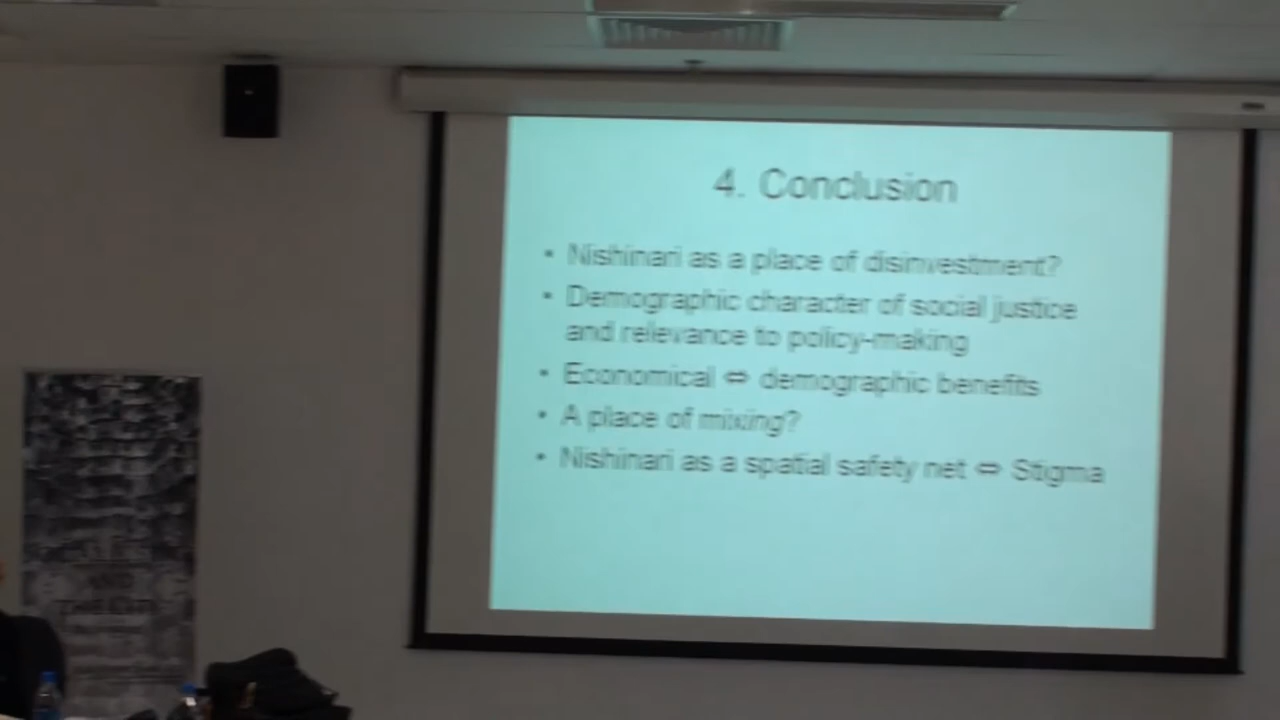 4. Conclusion
• Nishinari as a place of disinvestment?
• Demographic character of social justice
and relevance to policy-making
• Economical ⇔ demographic benefits
• A place of mixing?
• Nishinari as a spatial safety net ⇔ Stigma